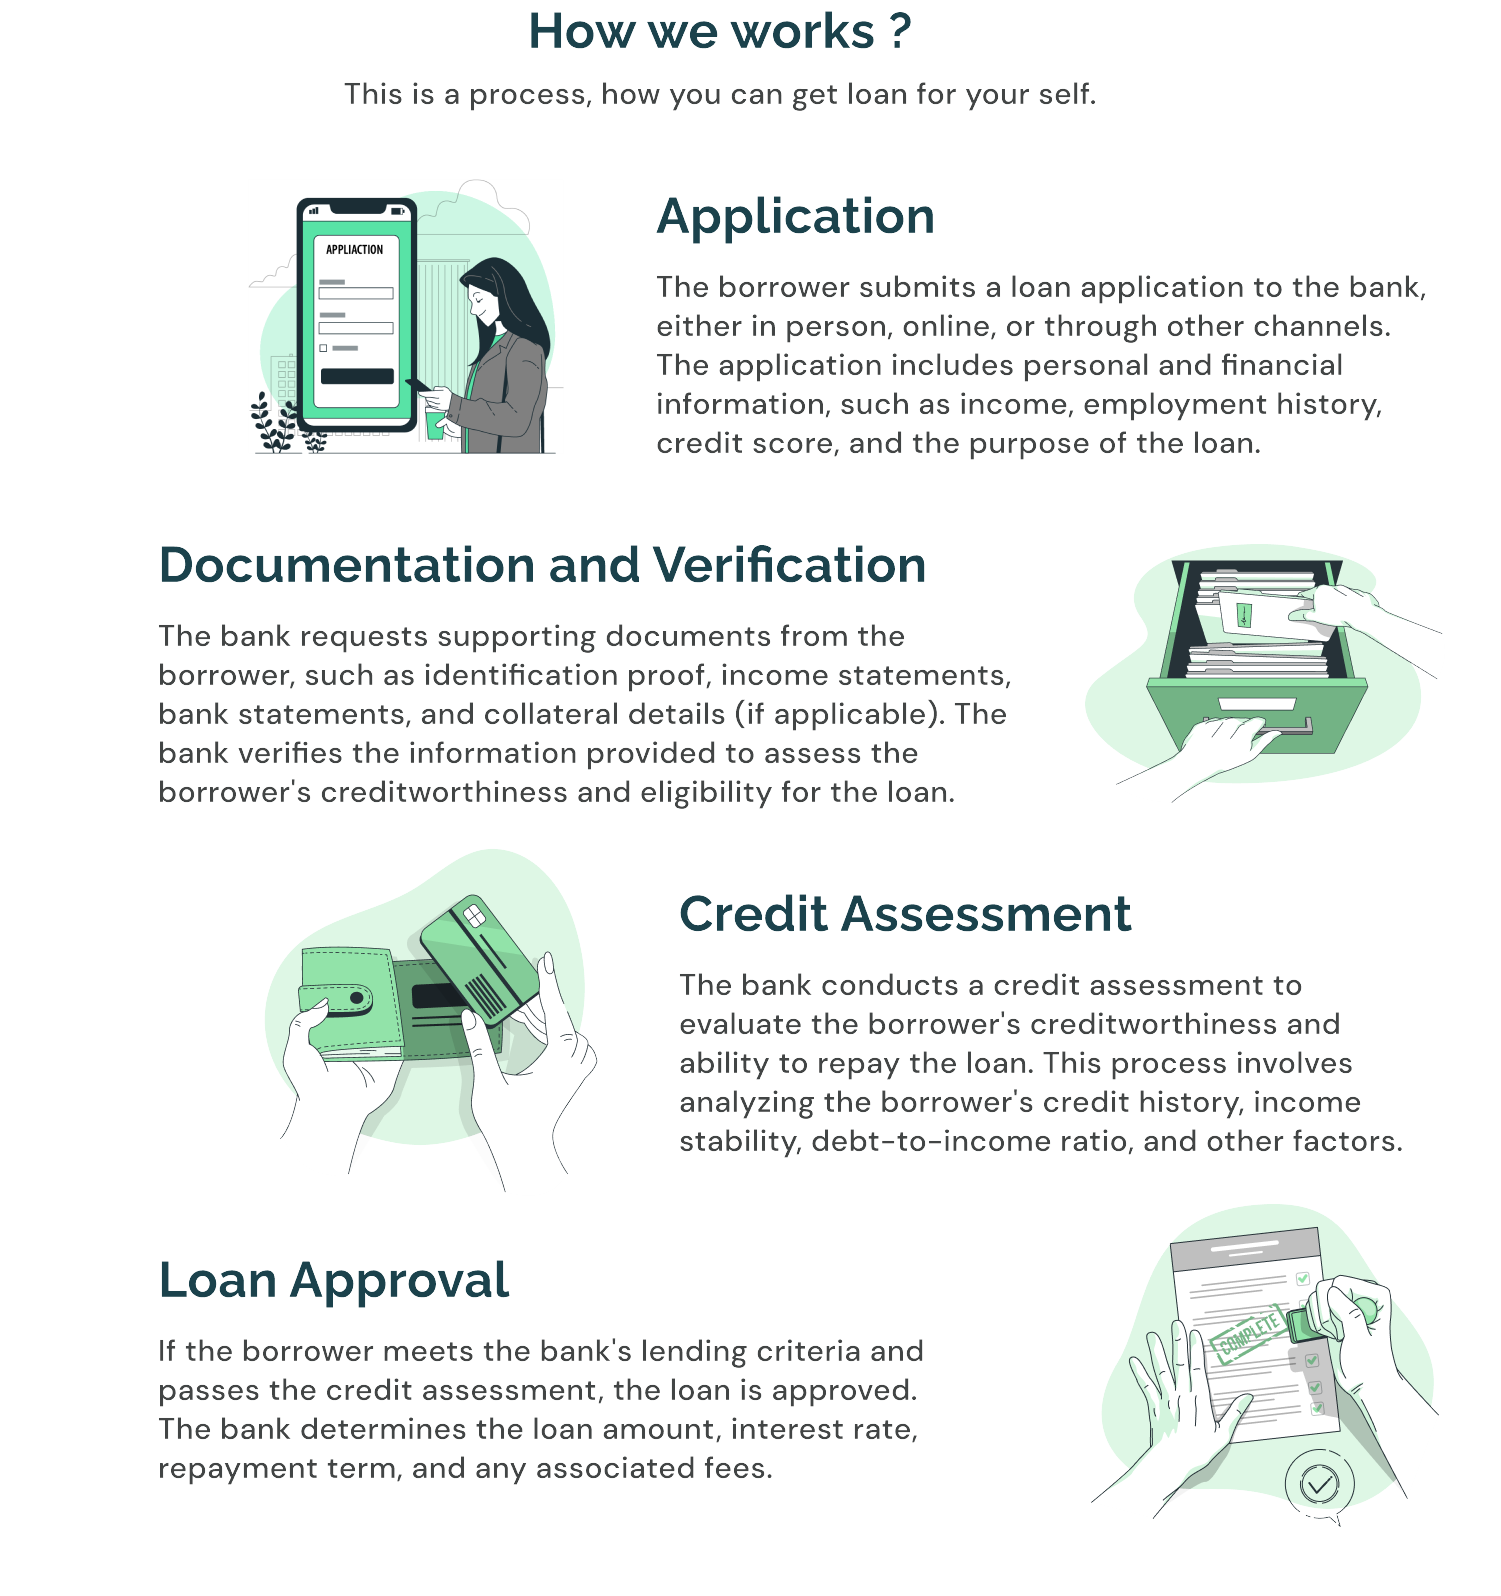 How we works ?
This is a process, how you can get loan for your self.
APPLIACTION
Application
The borrower submits a loan application to the bank,
either in person, online, or through other channels.
The application includes personal and financial
information, such as income, employment history,
credit score, and the purpose of the loan.
Documentation and Verification
The bank requests supporting documents from the
borrower, such as identification proof, income statements,
bank statements, and collateral details (if applicable). The
bank verifies the information provided to assess the
borrower's creditworthiness and eligibility for the loan.
Credit Assessment
The bank conducts a credit assessment to
evaluate the borrower's creditworthiness and
ability to repay the loan. This process involves
analyzing the borrower's credit history, income
stability, debt-to-income ratio, and other factors.
Loan Approval
If the borrower meets the bank's lending criteria and
passes the credit assessment, the loan is approved.
The bank determines the loan amount, interest rate,
repayment term, and any associated fees.
COMPLETE